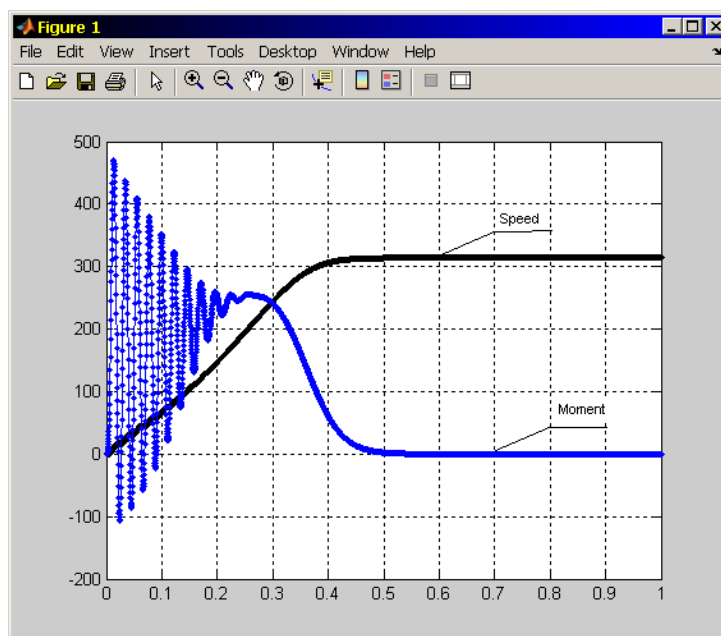 Figure 1
File Edit View Insert Tools Desktop Window Help
500
400
300
200
100
0
-100
-200
Speed
Moment
0 0.1 0.2 0.3 0.4 0.5 0.6 0.7 0.8 0.9 1